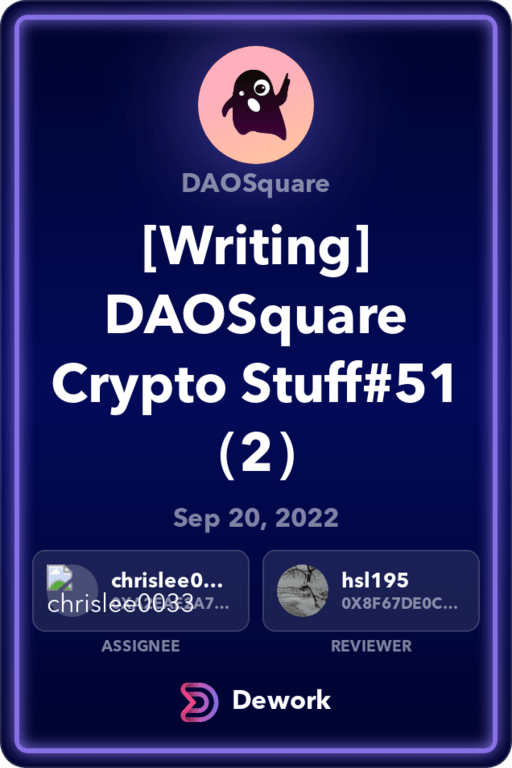 DAOSquare
[Writing]
DAOSquare
Crypto Stuff#51
(2)
Sep 20, 2022
chrislee0...
chrislee0033
hsl195
0X8F67DE0C...
ASSIGNEE
REVIEWER
Dework